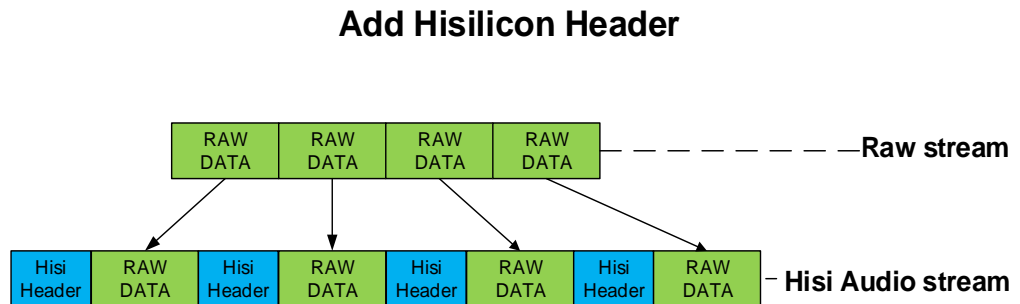 Add Hisilicon Header
RAW DATA RAW DATA RAW DATA RAW DATA
Raw stream
Hisi Header RAW DATA Hisi Header RAW DATA Hisi Header RAW DATA Hisi Header RAW DATA
Hisi Audio stream